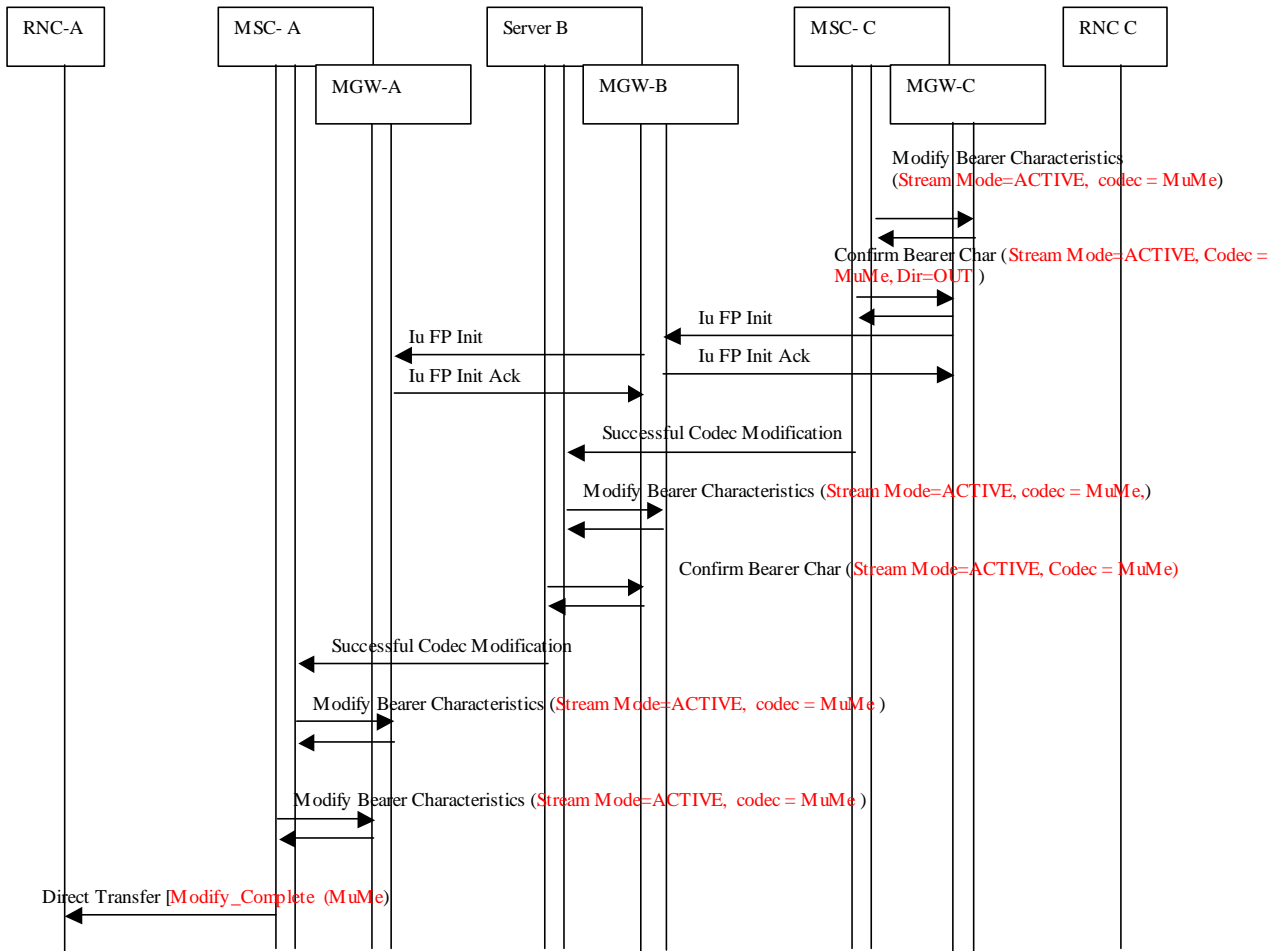 RNC-A
MSC- A
Server B
MSC- C
RNC C
MGW-A
MGW-B
MGW-C
Modify Bearer Characteristics
(Stream Mode=ACTIVE, codec = MuMe)
Confirm Bearer Char (Stream Mode=ACTIVE, Codec =
MuMe, Dir=OUT )
Iu FP Init
Iu FP Init
Iu FP Init Ack
Iu FP Init Ack
Successful Codec Modification
Modify Bearer Characteristics (Stream Mode=ACTIVE, codec = MuMe,)
Confirm Bearer Char (Stream Mode=ACTIVE, Codec = MuMe)
Successful Codec Modification
Modify Bearer Characteristics (Stream Mode=ACTIVE, codec = MuMe )
Modify Bearer Characteristics (Stream Mode=ACTIVE, codec = MuMe )
Direct Transfer [Modify_Complete (MuMe)